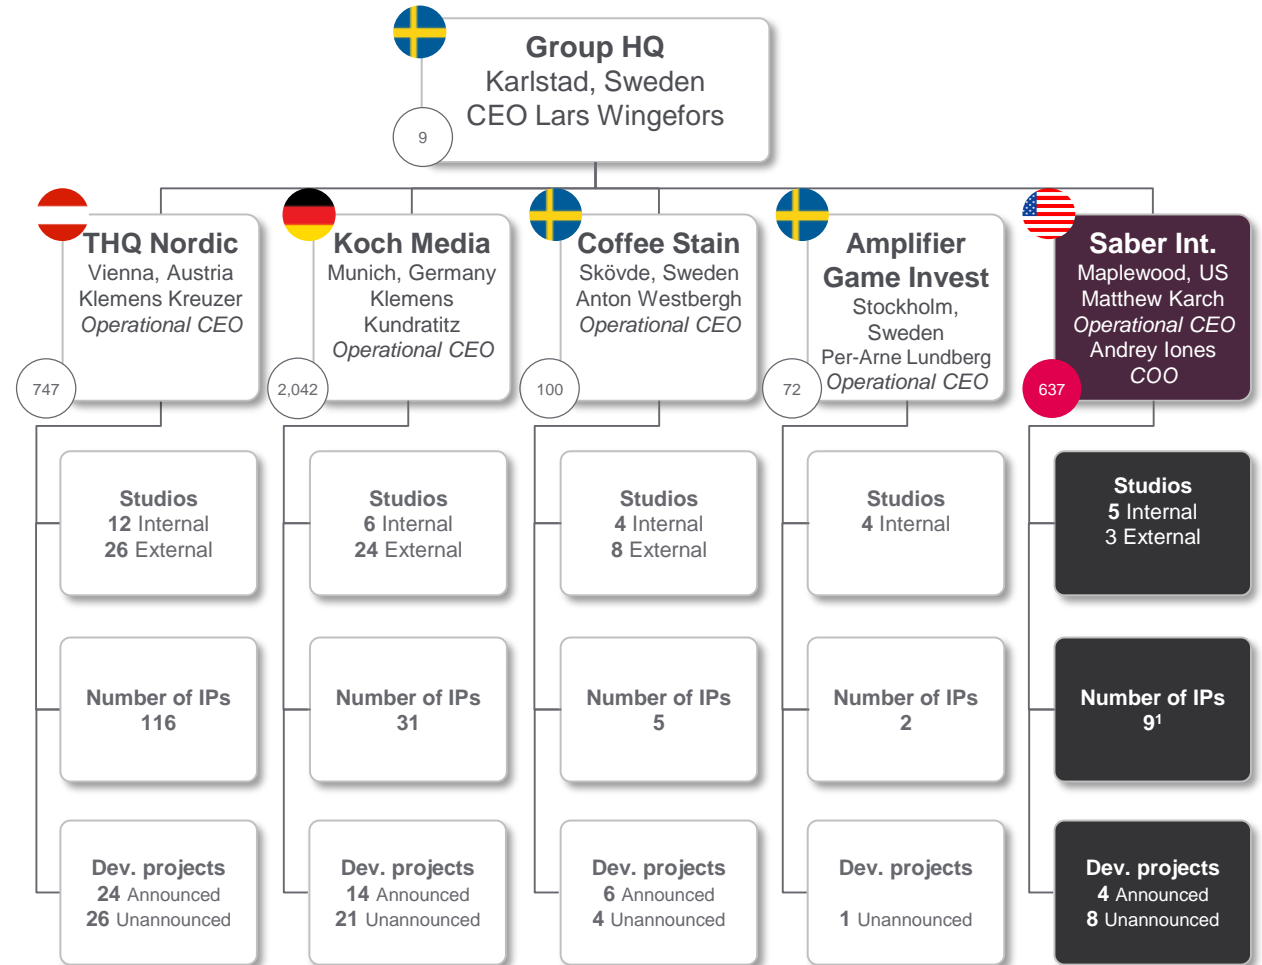 Group HQ
Karlstad, Sweden
CEO Lars Wingefors
9
THQ Nordic
Vienna, Austria
Klemens Kreuzer
Operational CEO
747
Koch Media
Munich, Germany
Klemens
Kundratitz
Operational CEO
2,042
Coffee Stain
Skövde, Sweden
Anton Westbergh
Operational CEO
100
Amplifier
Game Invest
Stockholm,
Sweden
Per-Arne Lundberg
Operational CEO
72
Saber Int.
Maplewood, US
Matthew Karch
Operational CEO
Andrey Iones
COO
637
Studios
12 Internal
26 External
Studios
6 Internal
24 External
Studios
4 Internal
8 External
Studios
4 Internal
Studios
5 Internal
3 External
Number of IPs
116
Number of IPs
31
Number of IPs
5
Number of IPs
2
Number of IPs
9¹
Dev. projects
24 Announced
26 Unannounced
Dev. projects
14 Announced
21 Unannounced
Dev. projects
6 Announced
4 Unannounced
Dev. projects
1 Unannounced
Dev. projects
4 Announced
8 Unannounced